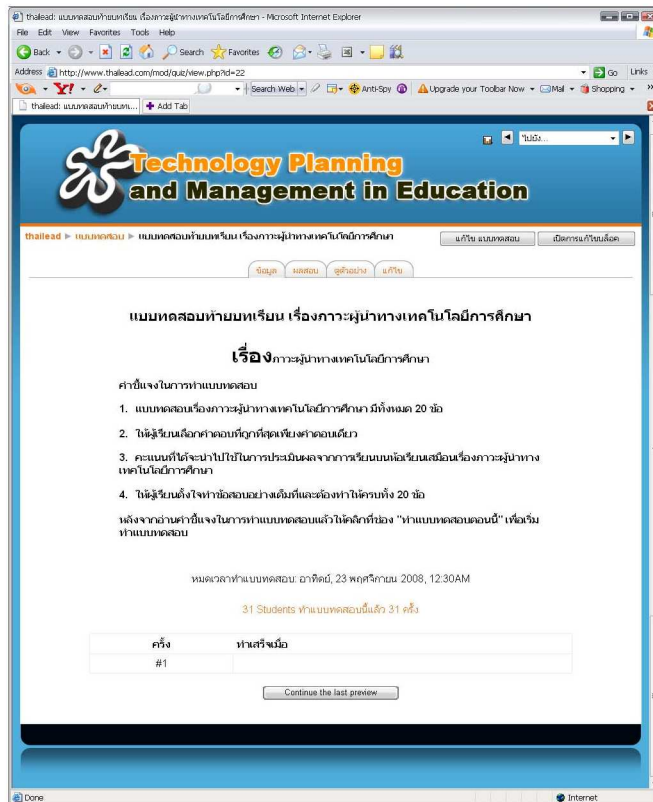 thailead: แบบทดสอบท้ายบทเรียน เรื่องภาวะผู้นำทางเทคโนโลยีการศึกษา - Microsoft Internet Explorer
File Edit View Favorites Tools Help
Back Search Favorites
Address http://www.thailead.com/mod/quiz/view.php?id=22 Go Links
Y! Search Web Anti-Spy Upgrade your Toolbar Now Mail Shopping
thailead: แบบทดสอบท้ายบทเ... Add Tab
ไปยัง...
Technology Planning
and Management in Education
thailead ► แบบทดสอบ ► แบบทดสอบท้ายบทเรียน เรื่องภาวะผู้นำทางเทคโนโลยีการศึกษา แก้ไข แบบทดสอบ เปิดการแก้ไขบล็อค
ข้อมูล ผลสอบ ดูตัวอย่าง แก้ไข
แบบทดสอบท้ายบทเรียน เรื่องภาวะผู้นำทางเทคโนโลยีการศึกษา
เรื่องภาวะผู้นำทางเทคโนโลยีการศึกษา
คำชี้แจงในการทำแบบทดสอบ
1. แบบทดสอบเรื่องภาวะผู้นำทางเทคโนโลยีการศึกษา มีทั้งหมด 20 ข้อ
2. ให้ผู้เรียนเลือกคำตอบที่ถูกที่สุดเพียงคำตอบเดียว
3. คะแนนที่ได้จะนำไปใช้ในการประเมินผลจากการเรียนบนห้อเรียนเสมือนเรื่องภาวะผู้นำทาง
เทคโนโลยีการศึกษา
4. ให้ผู้เรียนตั้งใจทำข้อสอบอย่างเต็มที่และต้องทำให้ครบทั้ง 20 ข้อ
หลังจากอ่านคำชี้แจงในการทำแบบทดสอบแล้วให้คลิกที่ช่อง "ทำแบบทดสอบตอนนี้" เพื่อเริ่ม
ทำแบบทดสอบ
หมดเวลาทำแบบทดสอบ: อาทิตย์, 23 พฤศจิกายน 2008, 12:30AM
31 Students ทำแบบทดสอบนี้แล้ว 31 ครั้ง
ครั้ง ทำเสร็จเมื่อ
#1
Continue the last preview
Done Internet